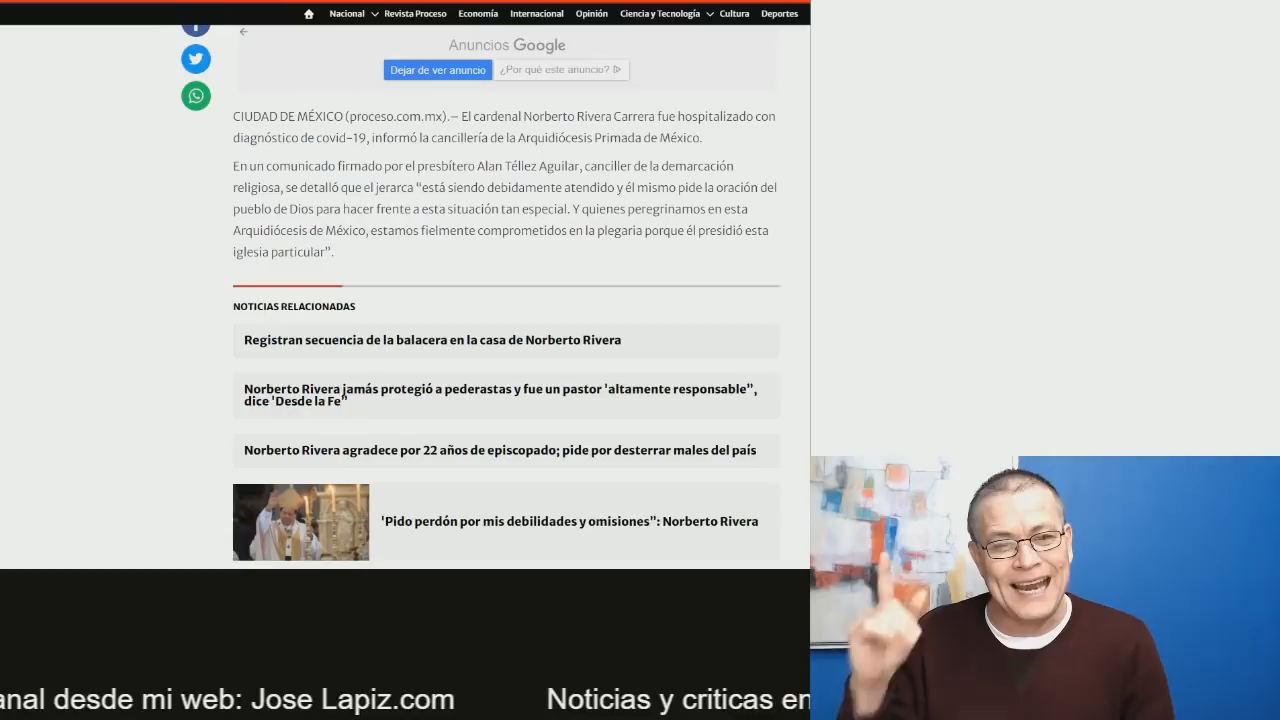 Nacional Revista Proceso Economía Internacional Opinión Ciencia y Tecnología Cultura Deportes
Anuncios Google
Dejar de ver anuncio ¿Por qué este anuncio?
CIUDAD DE MÉXICO (proceso.com.mx).– El cardenal Norberto Rivera Carrera fue hospitalizado con
diagnóstico de covid-19, informó la cancillería de la Arquidiócesis Primada de México.
En un comunicado firmado por el presbítero Alan Téllez Aguilar, canciller de la demarcación
religiosa, se detalló que el jerarca “está siendo debidamente atendido y él mismo pide la oración del
pueblo de Dios para hacer frente a esta situación tan especial. Y quienes peregrinamos en esta
Arquidiócesis de México, estamos fielmente comprometidos en la plegaria porque él presidió esta
iglesia particular”.
NOTICIAS RELACIONADAS
Registran secuencia de la balacera en la casa de Norberto Rivera
Norberto Rivera jamás protegió a pederastas y fue un pastor 'altamente responsable”,
dice 'Desde la Fe"
Norberto Rivera agradece por 22 años de episcopado; pide por desterrar males del país
'Pido perdón por mis debilidades y omisiones”: Norberto Rivera
anal desde mi web: Jose Lapiz.com Noticias y criticas en